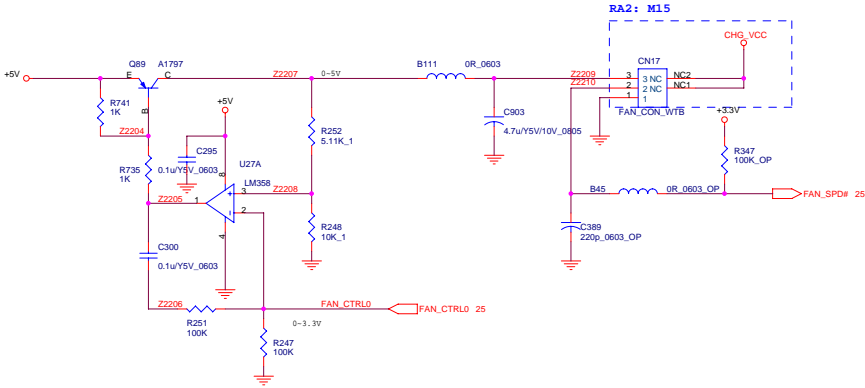 RA2: M15
CHG_VCC
Q89 A1797
+5V
E
C
B
Z2207
0-5V
B111 0R_0603
Z2209
Z2210
CN17
3
2
1
3 NC
2 NC
1
NC2
NC1
FAN_CON_WTB
R741
1K
Z2204
+5V
R252
5.11K_1
C903
4.7u/Y5V/10V_0805
+3.3V
R347
100K_OP
R735
1K
C295
0.1u/Y5V_0603
U27A
LM358
8
3
2
1
4
Z2205
Z2208
B45 0R_0603_OP
FAN_SPD# 25
R248
10K_1
C389
220p_0603_OP
C300
0.1u/Y5V_0603
Z2206
R251
100K
FAN_CTRL0
FAN_CTRL0 25
0-3.3V
R247
100K